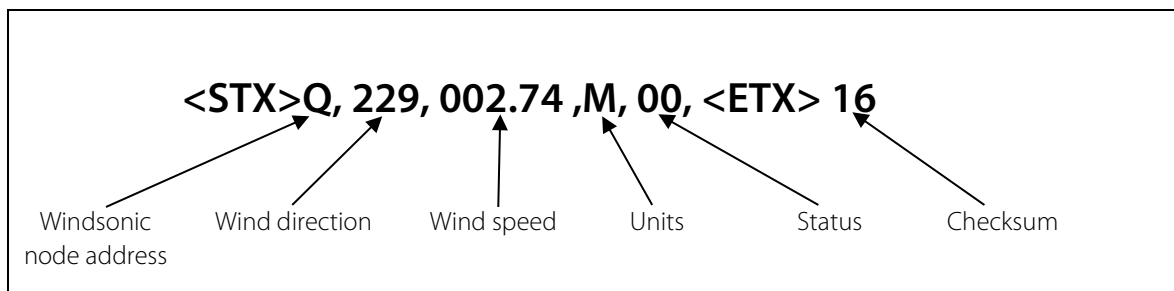 <STX>Q, 229, 002.74 ,M, 00, <ETX> 16
Windsonic
node address
Wind direction
Wind speed
Units
Status
Checksum